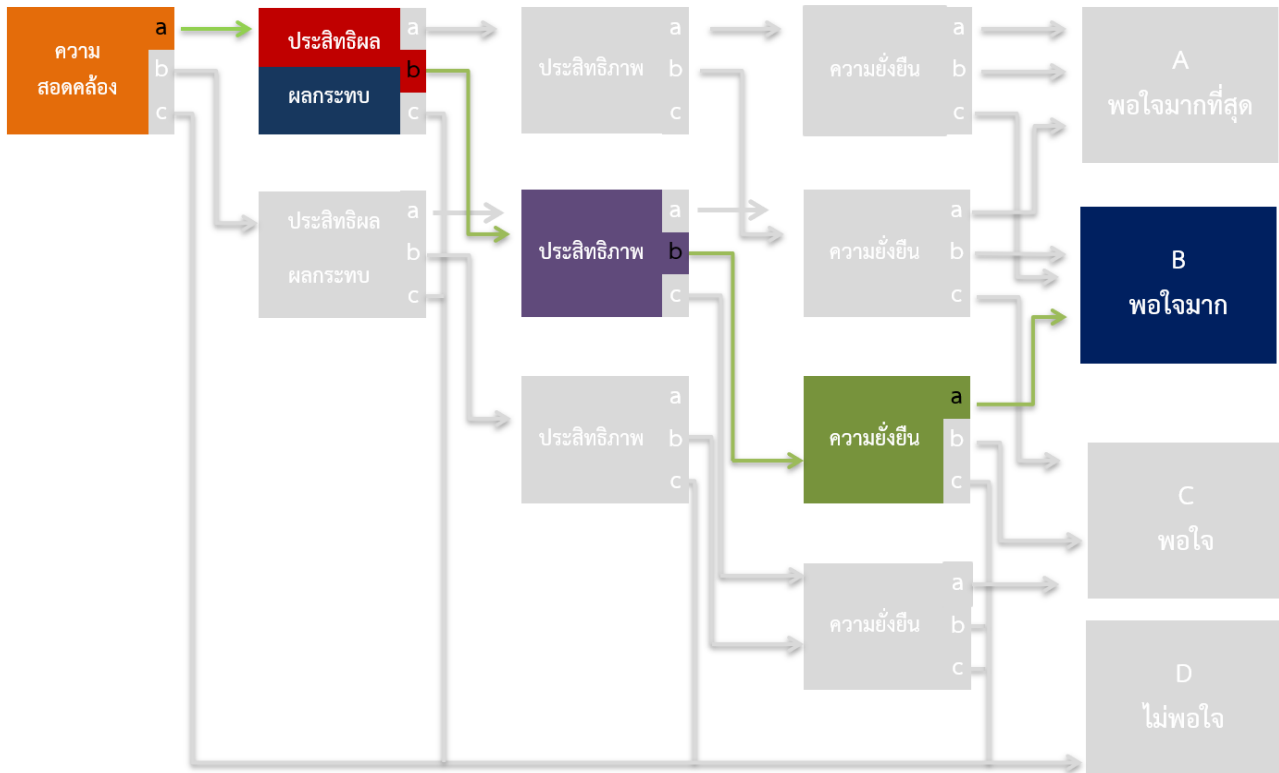 ความ
สอดคล้อง
a
b
c
ประสิทธิผล
ผลกระทบ
a
b
c
ประสิทธิภาพ
a
b
c
ความยั่งยืน
a
b
c
A
พอใจมากที่สุด
ประสิทธิผล
ผลกระทบ
a
b
c
ประสิทธิภาพ
a
b
c
ความยั่งยืน
a
b
c
B
พอใจมาก
ประสิทธิภาพ
a
b
c
ความยั่งยืน
a
b
c
C
พอใจ
ความยั่งยืน
a
b
c
D
ไม่พอใจ